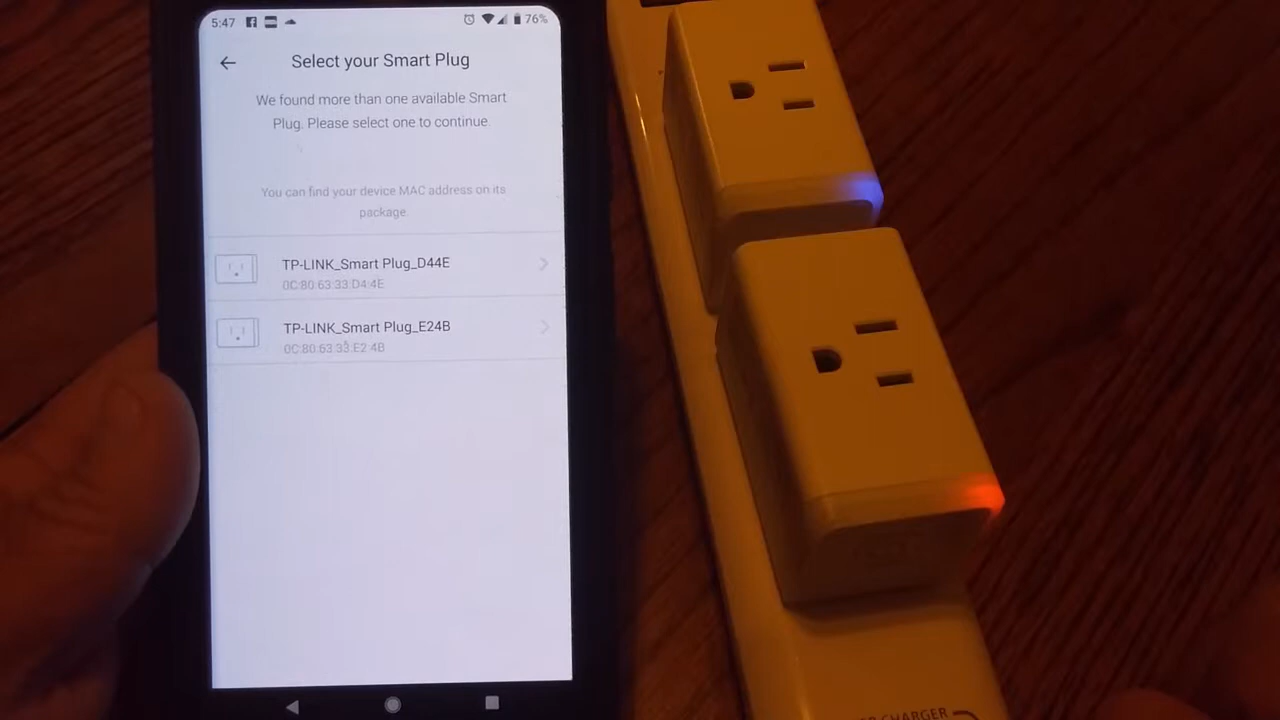 5:47
76%
Select your Smart Plug
We found more than one available Smart
Plug. Please select one to continue.
You can find your device MAC address on its
package
TP-LINK_Smart Plug_D44E
0C:80:63:33:D4:4E
TP-LINK_Smart Plug_E24B
0C:80:63:33:E2:4B
CHARGER